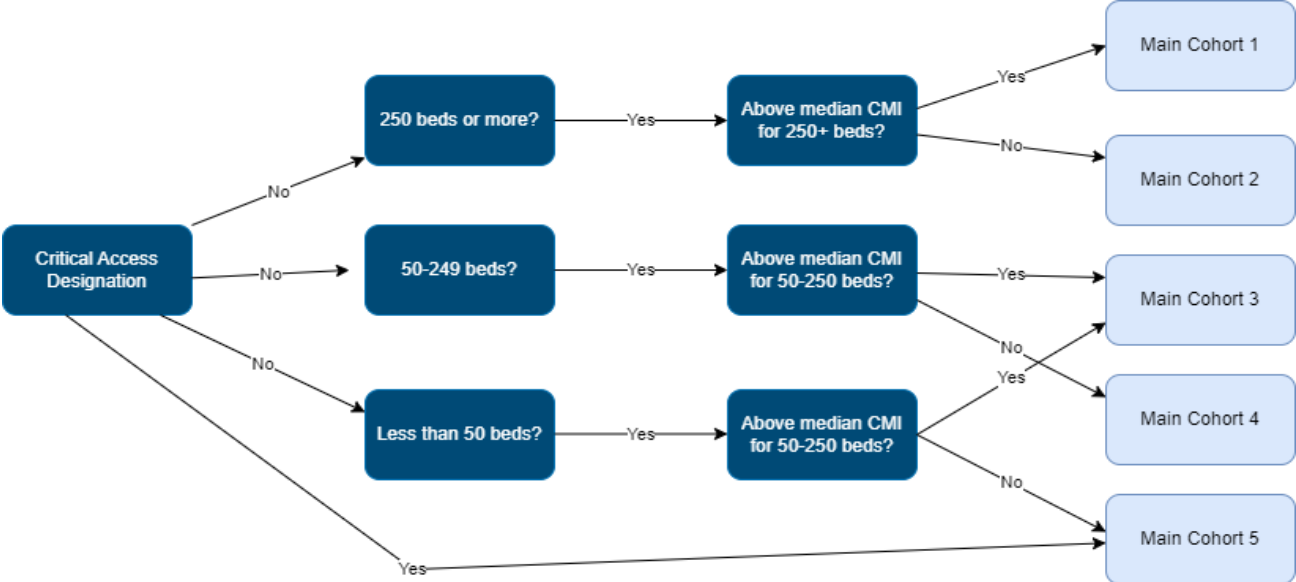 Critical Access
Designation
No
No
No
Yes
250 beds or more?
Yes
Above median CMI
for 250+ beds?
Yes
No
Main Cohort 1
Main Cohort 2
50-249 beds?
Yes
Above median CMI
for 50-250 beds?
Yes
No
Main Cohort 3
Less than 50 beds?
Yes
Above median CMI
for 50-250 beds?
Yes
No
Main Cohort 4
Main Cohort 5